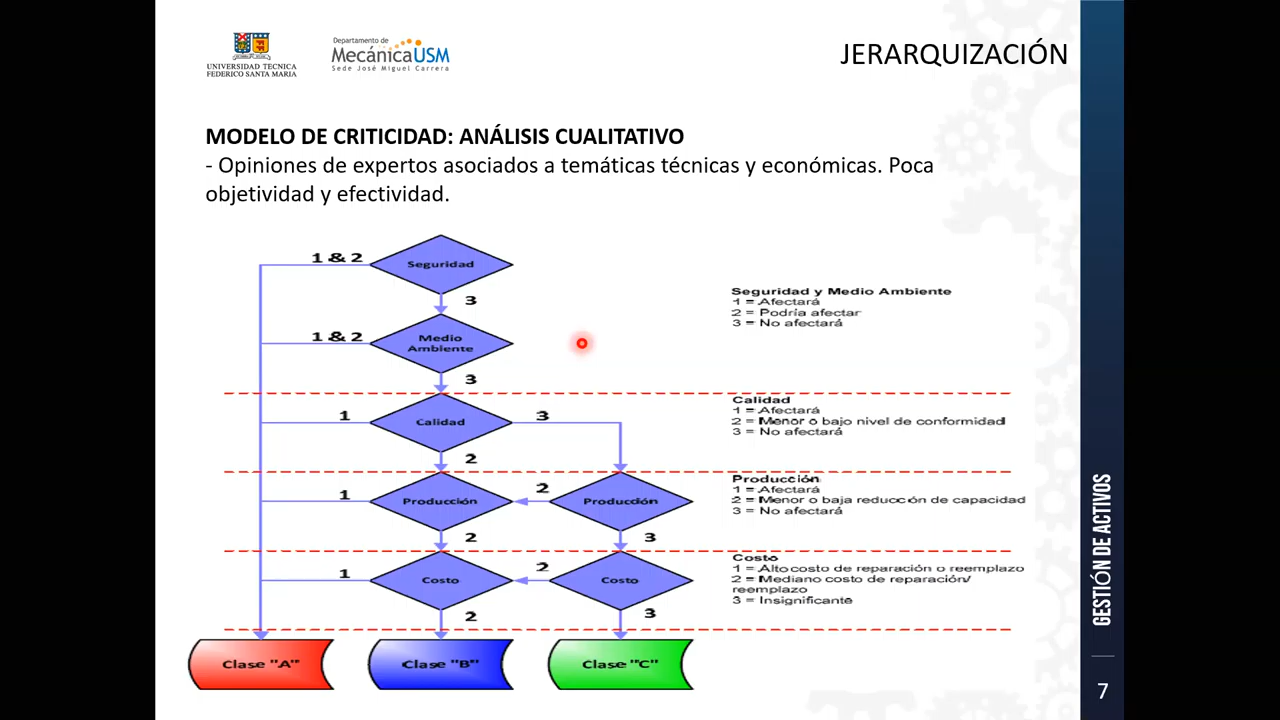 UNIVERSIDAD TECNICA
FEDERICO SANTA MARIA
Departamento de
MecánicaUSM
Sede José Miguel Carrera
JERARQUIZACIÓN
MODELO DE CRITICIDAD: ANÁLISIS CUALITATIVO
- Opiniones de expertos asociados a temáticas técnicas y económicas. Poca
objetividad y efectividad.
1 & 2
Seguridad
3
Seguridad y Medio Ambiente
1 = Afectará
2 = Podría afectar
3 = No afectará
1 & 2
Medio
Ambiente
3
1
Calidad
3
2
Calidad
1 = Afectará
2 = Menor o bajo nivel de conformidad
3 = No afectará
1
Producción
2
Producción
2
3
Producción
1 = Afectará
2 = Menor o baja reducción de capacidad
3 = No afectará
1
Costo
2
Costo
2
3
Costo
1 = Alto costo de reparación o reemplazo
2 = Mediano costo de reparación/
reemplazo
3 = Insignificante
Clase "A"
Clase "B"
Clase "C"
GESTIÓN DE ACTIVOS
7